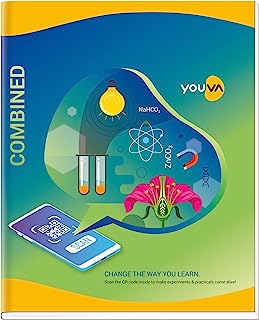 COMBINED
youVA
NaHCO₃
ZnCO₃
SCAN
CHANGE THE WAY YOU LEARN.
Scan the QR code inside to make experiments & practicals come alive!